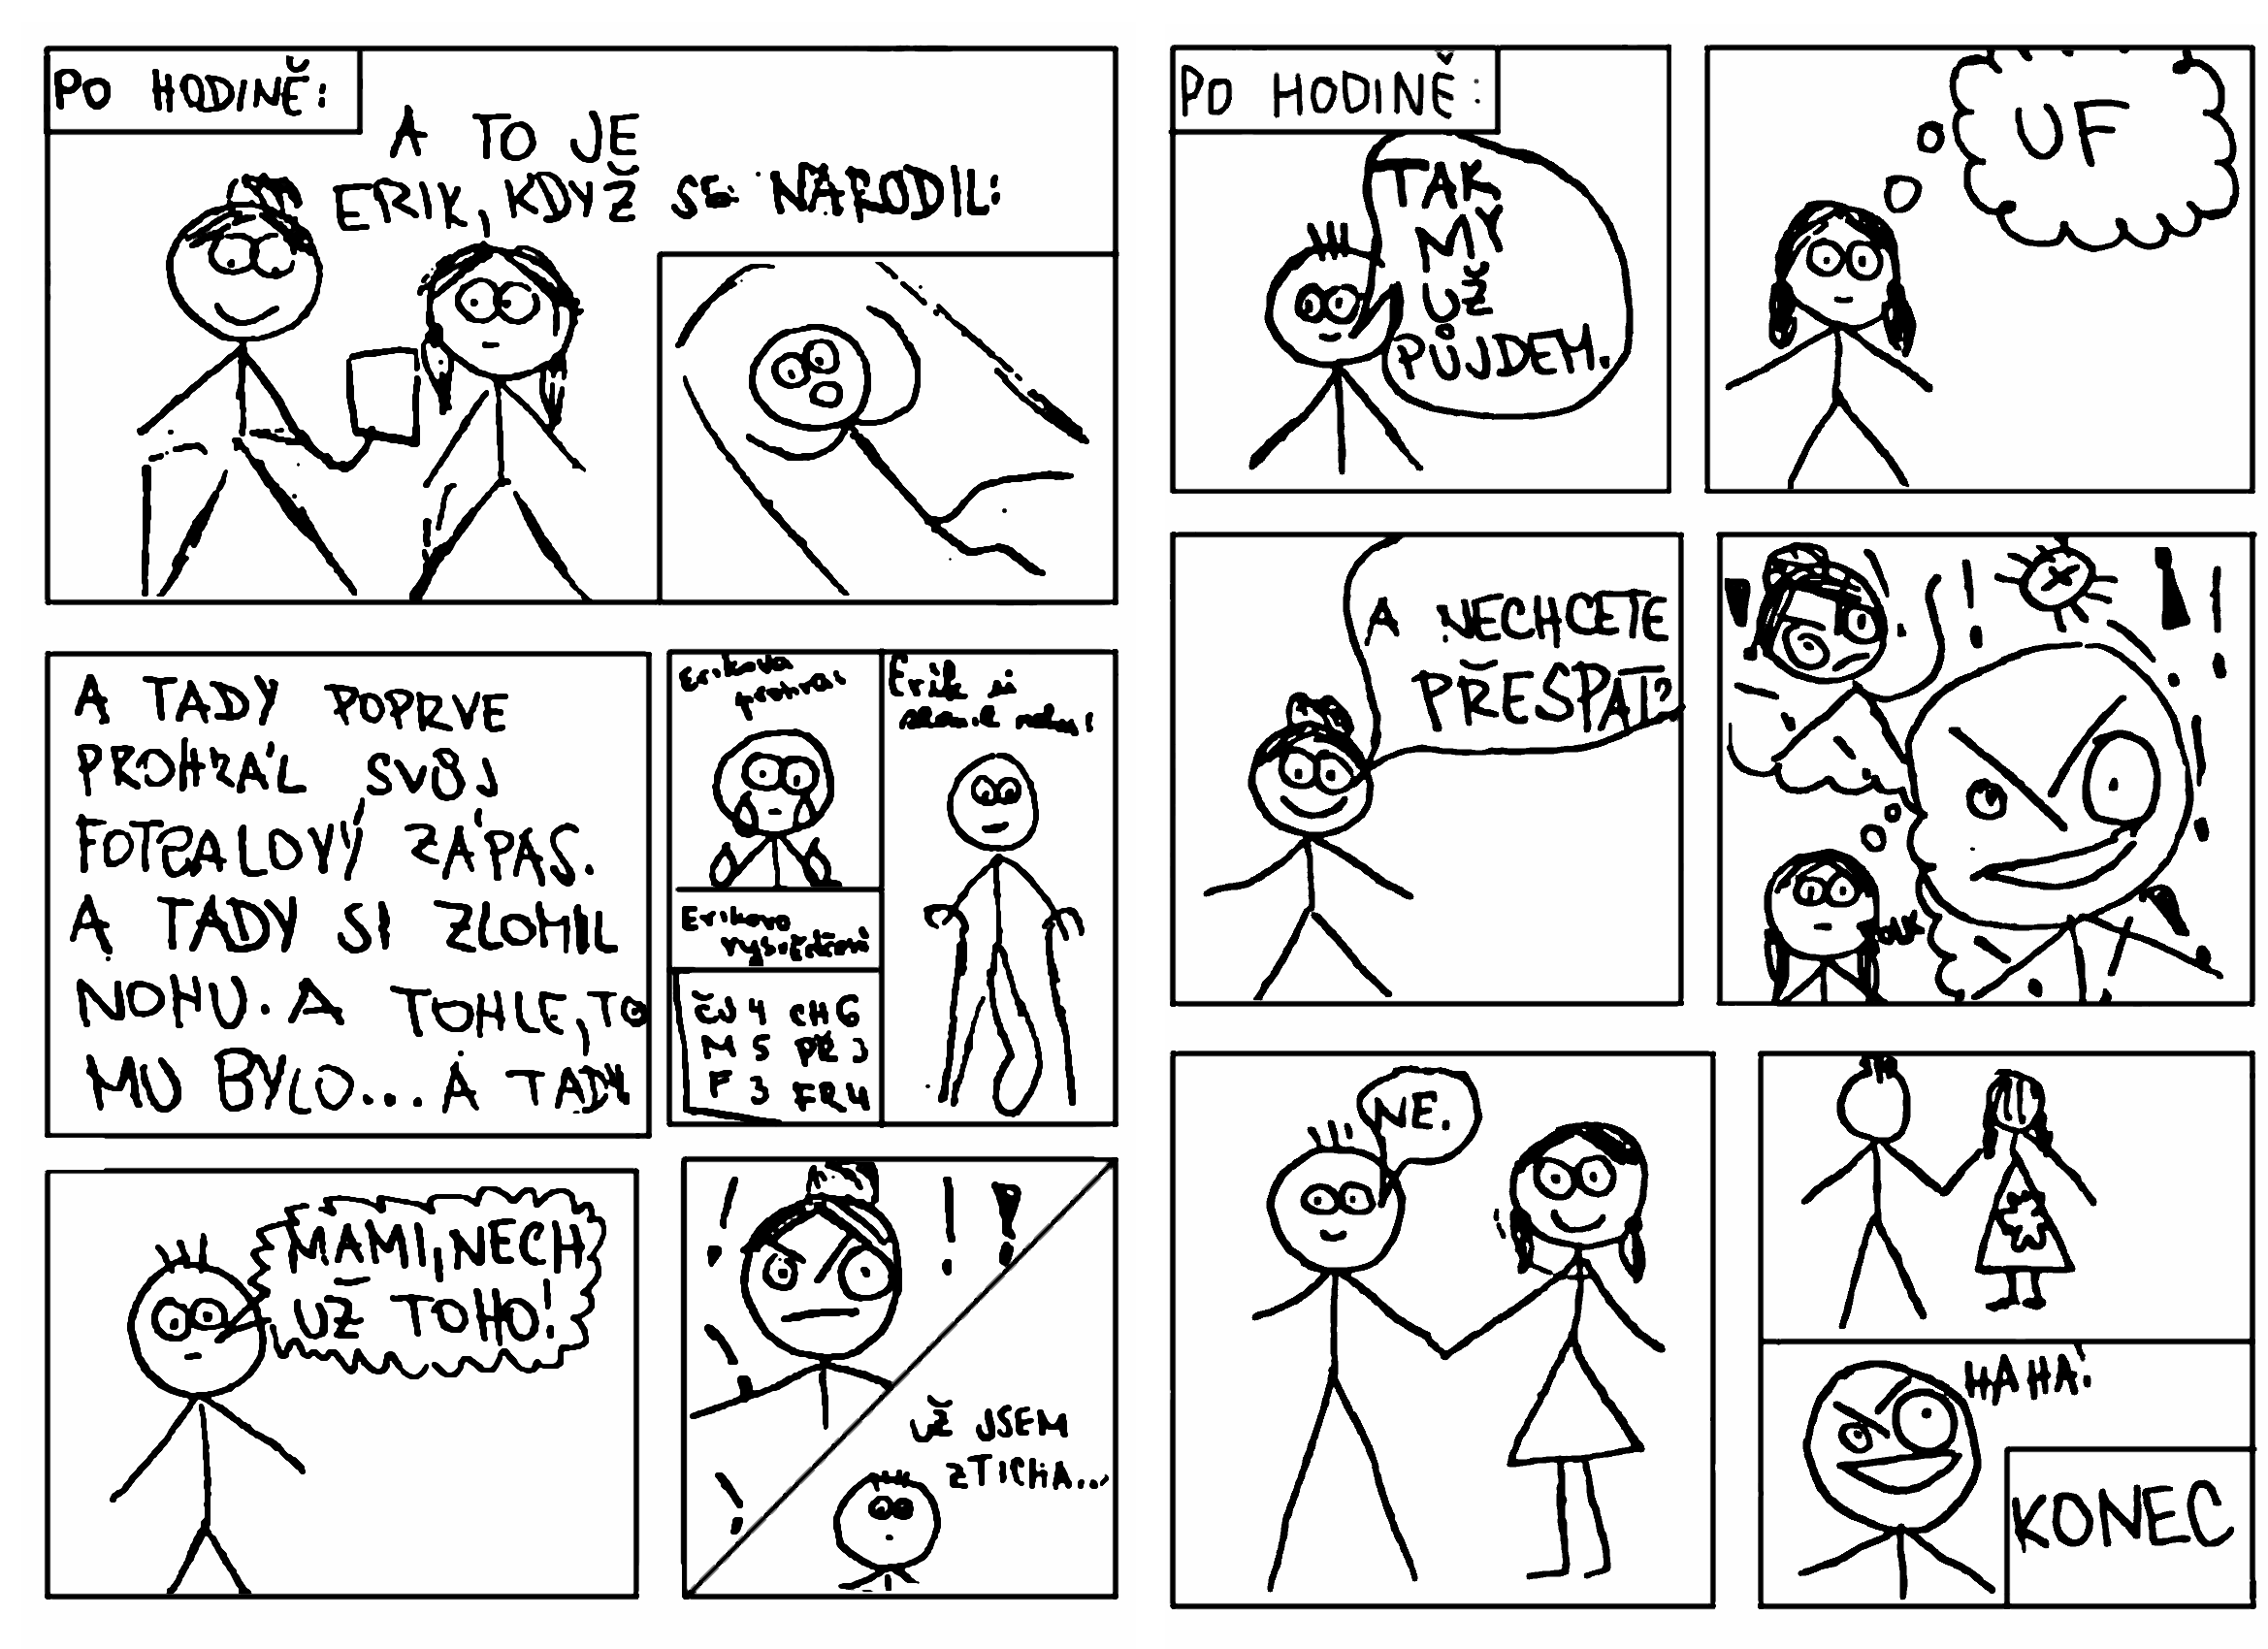 PO HODINĚ:
A TO JE
ERIK, KDYŽ SE NARODIL:
A TADY POPRVE
PROHRÁL SVŮJ
FOTBALOVÝ ZÁPAS.
A TADY SI ZLOMIL
NOHU. A TOHLE, TO
MU BYLO... A TADY
Erikova
prohra:
Erik si
zlomil nohu:
Erikovo
vysvědčení
ČJ 4 CH 6
M 5 PŘ 3
F 3 FR 4
MAMI, NECH
UŽ TOHO!
! ! !
UŽ JSEM
ZTICHA...
PO HODINĚ:
TAK
MY
UŽ
PŮJDEM.
UF
A NECHCETE
PŘESPAT?
NE.
HAHA!
KONEC